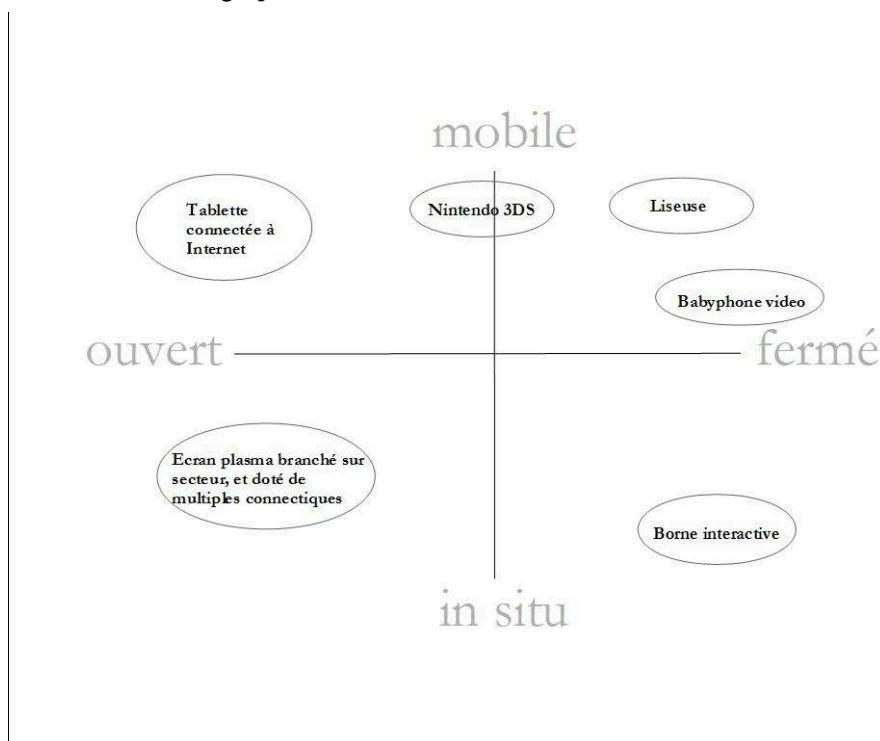 mobile
Tablette
connectée à
Internet
Nintendo 3DS
Liseuse
Babyphone video
ouvert
fermé
Ecran plasma branché sur
secteur, et doté de
multiples connectiques
Borne interactive
in situ